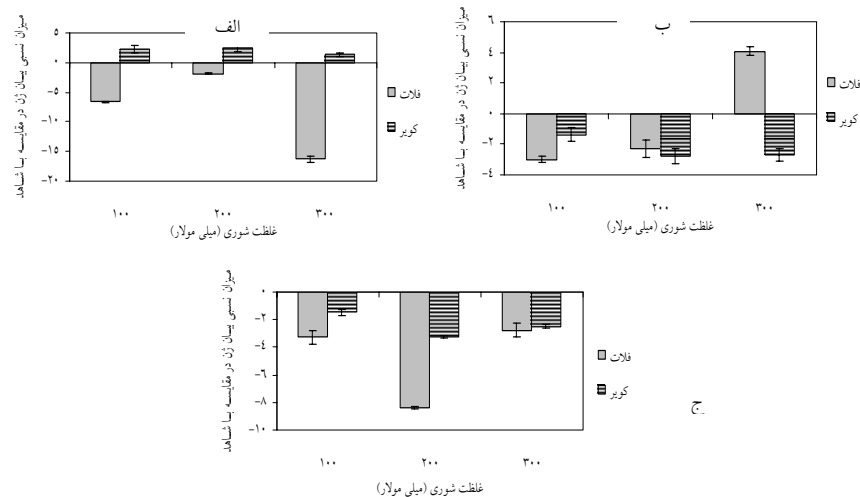 الف
میزان نسبی بیان ژن در مقایسه با شاهد
۵
۰
-۵
-۱۰
-۱۵
-۲۰
۱۰۰
۲۰۰
۳۰۰
غلظت شوری (میلی مولار)
فلات
کویر
ب
میزان نسبی بیان ژن در مقایسه با شاهد
۶
۴
۲
۰
-۲
-۴
۱۰۰
۲۰۰
۳۰۰
غلظت شوری (میلی مولار)
فلات
کویر
ج
میزان نسبی بیان ژن در مقایسه با شاهد
۰
-۲
-۴
-۶
-۸
-۱۰
۱۰۰
۲۰۰
۳۰۰
غلظت شوری (میلی مولار)
فلات
کویر